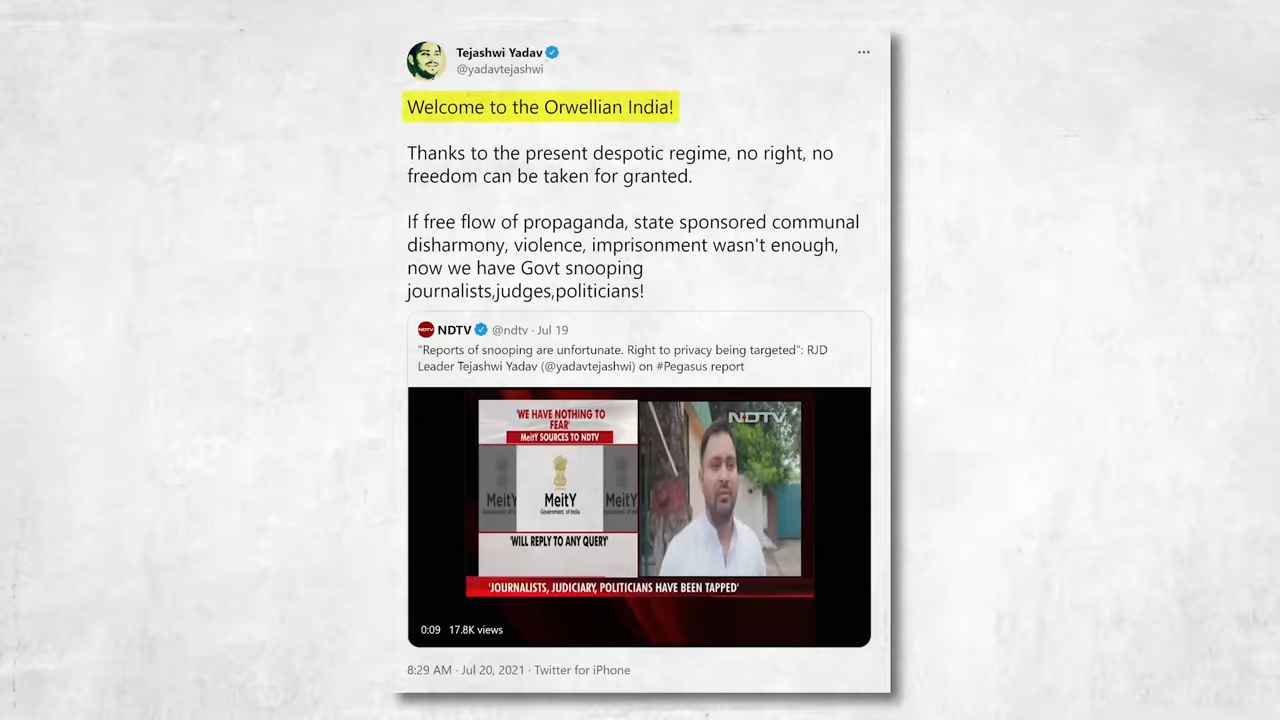 Tejashwi Yadav
@yadavtejashwi
Welcome to the Orwellian India!
Thanks to the present despotic regime, no right, no
freedom can be taken for granted.
If free flow of propaganda, state sponsored communal
disharmony, violence, imprisonment wasn't enough,
now we have Govt snooping
journalists,judges,politicians!
NDTV NDTV @ndtv · Jul 19
"Reports of snooping are unfortunate. Right to privacy being targeted": RJD
Leader Tejashwi Yadav (@yadavtejashwi) on #Pegasus report
'WE HAVE NOTHING TO
FEAR'
MeitY SOURCES TO NDTV
NDTV
MeitY MeitY MeitY
Government of India
'WILL REPLY TO ANY QUERY'
'JOURNALISTS, JUDICIARY, POLITICIANS HAVE BEEN TAPPED'
0:09 17.8K views
8:29 AM · Jul 20, 2021 · Twitter for iPhone